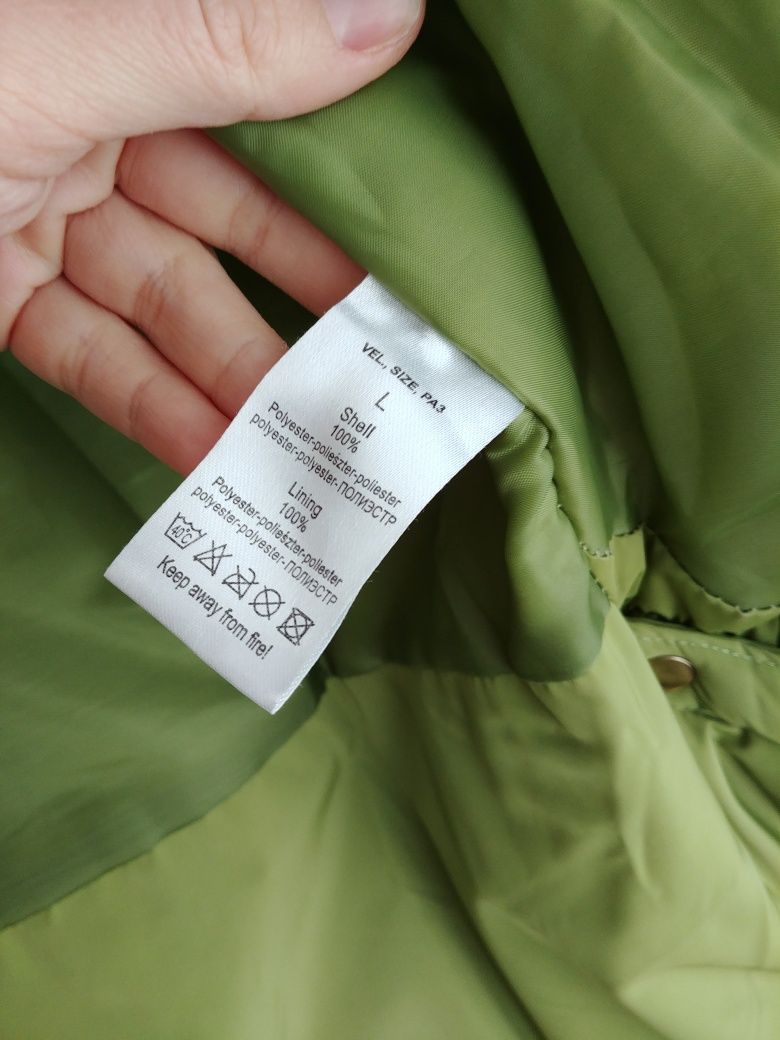 VEL., SIZE, PA3
L
Shell
100%
Polyester-poliészter-poliester
polyester-polyester-ПОЛИЭСТР
Lining
100%
Polyester-poliészter-poliester
polyester-polyester-ПОЛИЭСТР
40°C
Keep away from fire!